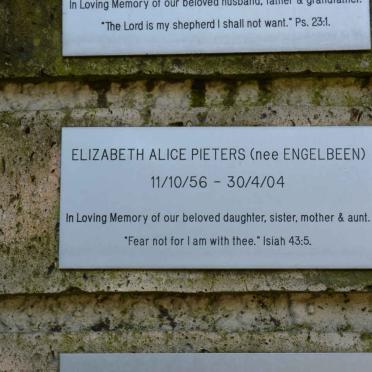 In Loving Memory of our beloved husband, father & grandfather.
"The Lord is my shepherd I shall not want." Ps. 23:1.
ELIZABETH ALICE PIETERS (nee ENGELBEEN)
11/10/56 - 30/4/04
In Loving Memory of our beloved daughter, sister, mother & aunt.
"Fear not for I am with thee." Isiah 43:5.